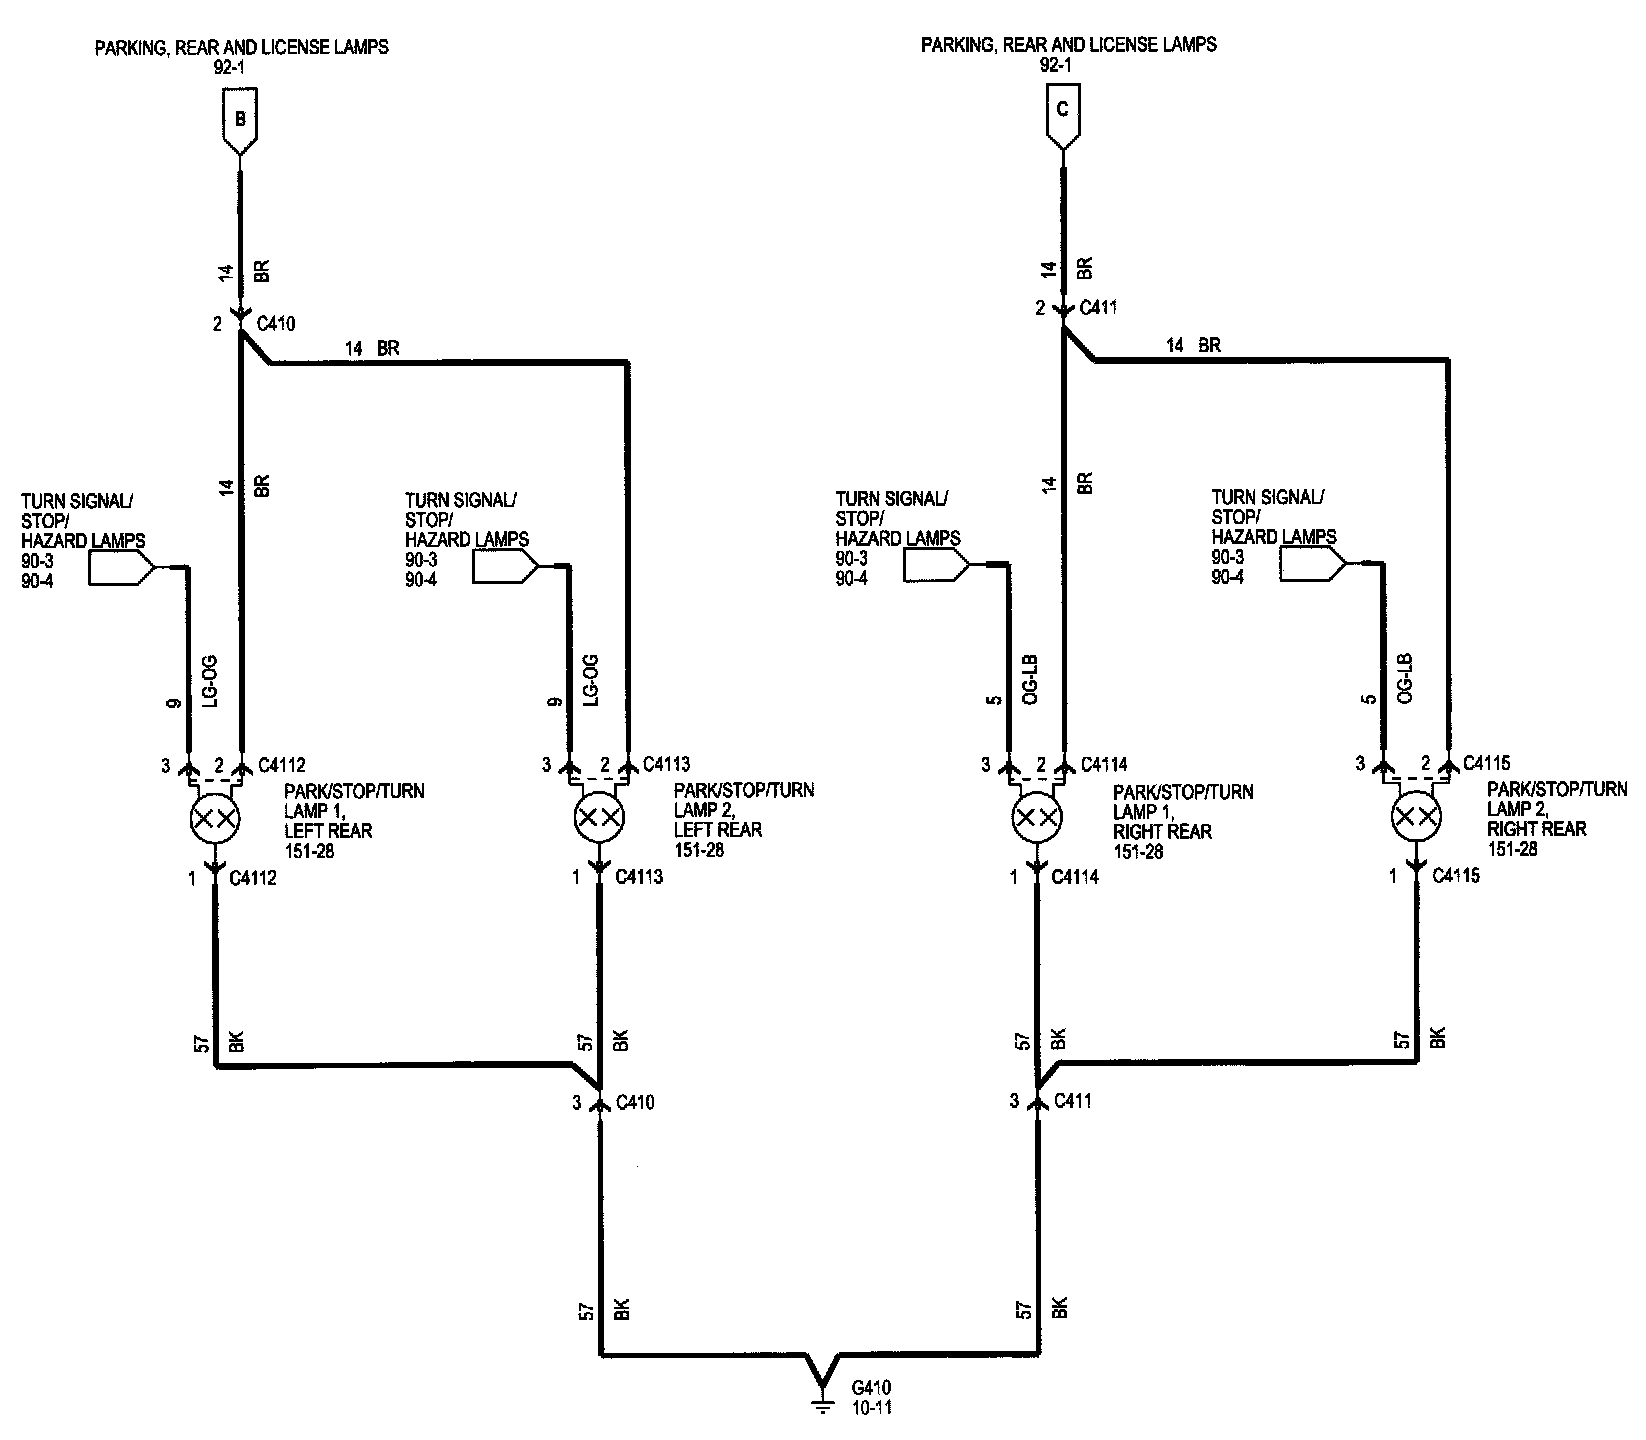 PARKING, REAR AND LICENSE LAMPS
92-1
B
PARKING, REAR AND LICENSE LAMPS
92-1
C
14 BR
2 C410
14 BR
14 BR
2 C411
14 BR
14 BR
14 BR
TURN SIGNAL/
STOP/
HAZARD LAMPS
90-3
90-4
TURN SIGNAL/
STOP/
HAZARD LAMPS
90-3
90-4
TURN SIGNAL/
STOP/
HAZARD LAMPS
90-3
90-4
TURN SIGNAL/
STOP/
HAZARD LAMPS
90-3
90-4
9 LG-OG
9 LG-OG
5 OG-LB
5 OG-LB
3 2 C4112
3 2 C4113
3 2 C4114
3 2 C4115
PARK/STOP/TURN
LAMP 1,
LEFT REAR
151-28
PARK/STOP/TURN
LAMP 2,
LEFT REAR
151-28
PARK/STOP/TURN
LAMP 1,
RIGHT REAR
151-28
PARK/STOP/TURN
LAMP 2,
RIGHT REAR
151-28
1 C4112
1 C4113
1 C4114
1 C4115
57 BK
57 BK
57 BK
57 BK
3 C410
3 C411
57 BK
57 BK
G410
10-11